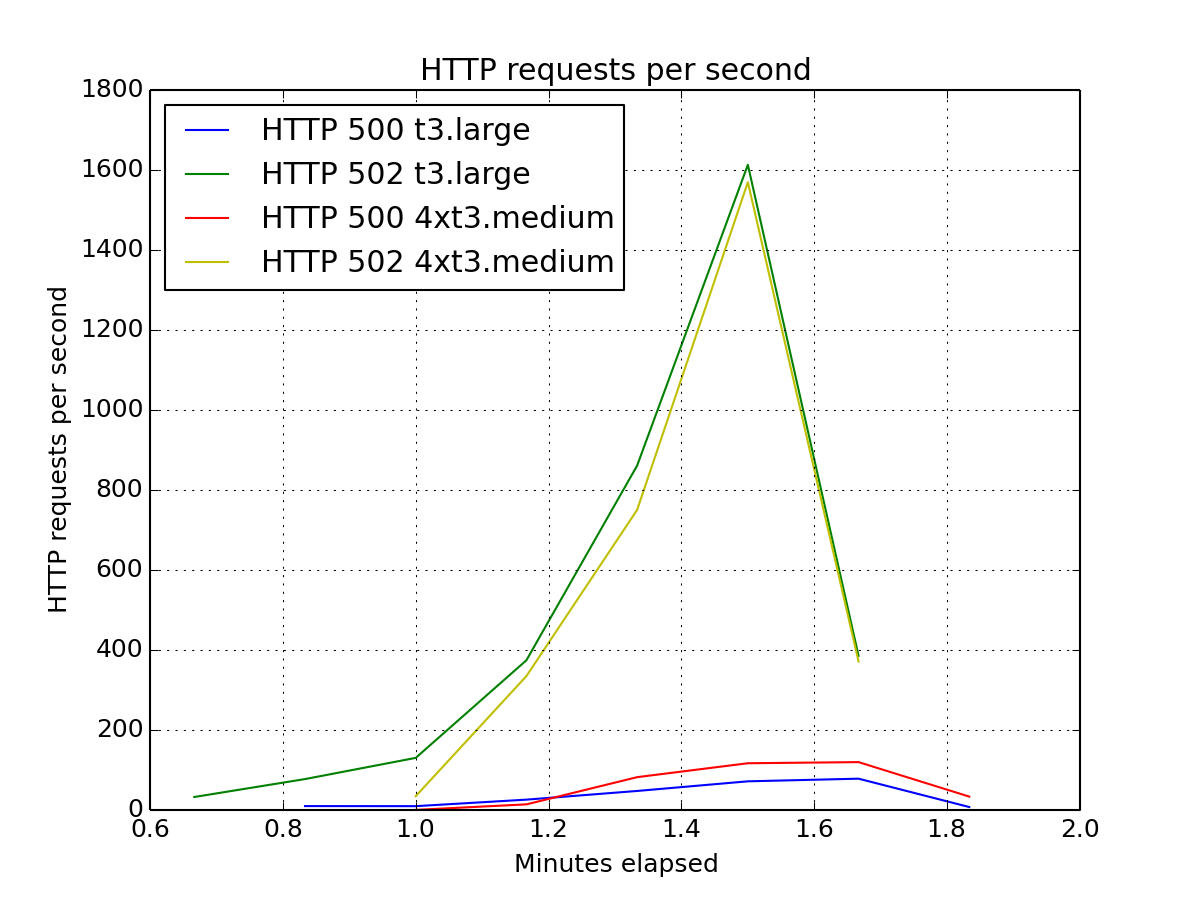 HTTP requests per second
1800
1600
1400
1200
1000
800
600
400
200
0
HTTP requests per second
HTTP 500 t3.large
HTTP 502 t3.large
HTTP 500 4xt3.medium
HTTP 502 4xt3.medium
0.6 0.8 1.0 1.2 1.4 1.6 1.8 2.0
Minutes elapsed